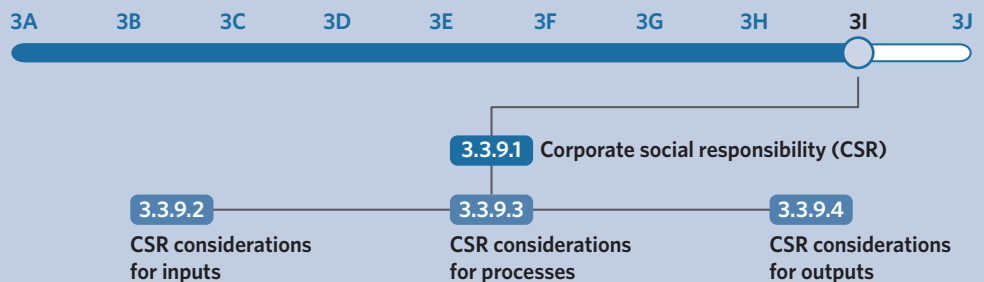 3A 3B 3C 3D 3E 3F 3G 3H 3I 3J
3.3.9.1 Corporate social responsibility (CSR)
3.3.9.2 3.3.9.3 3.3.9.4
CSR considerations
for inputs
CSR considerations
for processes
CSR considerations
for outputs